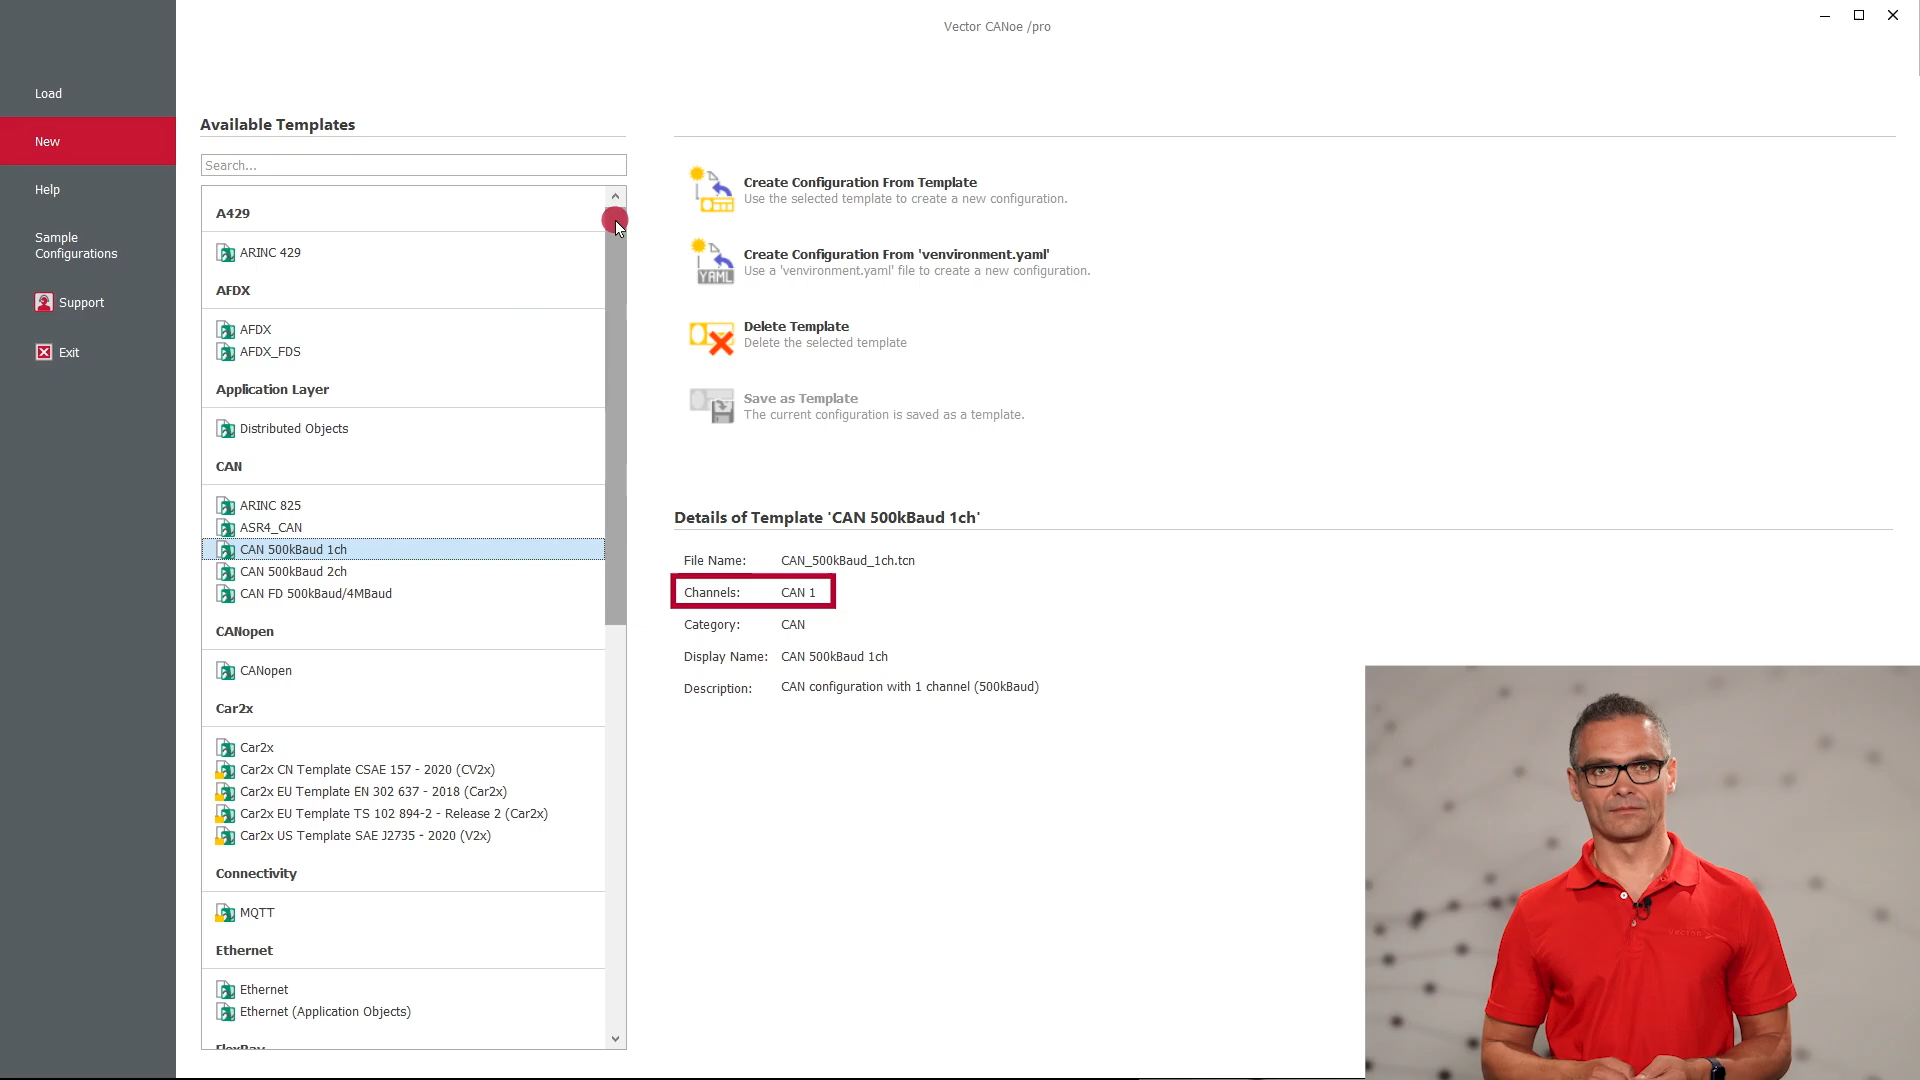 Vector CANoe /pro
Load
New
Help
Sample
Configurations
Support
Exit
Available Templates
Search...
A429
ARINC 429
AFDX
AFDX
AFDX_FDS
Application Layer
Distributed Objects
CAN
ARINC 825
ASR4_CAN
CAN 500kBaud 1ch
CAN 500kBaud 2ch
CAN FD 500kBaud/4MBaud
CANopen
CANopen
Car2x
Car2x
Car2x CN Template CSAE 157 - 2020 (CV2x)
Car2x EU Template EN 302 637 - 2018 (Car2x)
Car2x EU Template TS 102 894-2 - Release 2 (Car2x)
Car2x US Template SAE J2735 - 2020 (V2x)
Connectivity
MQTT
Ethernet
Ethernet
Ethernet (Application Objects)
FlexRay
Create Configuration From Template
Use the selected template to create a new configuration.
YAML
Create Configuration From 'venvironment.yaml'
Use a 'venvironment.yaml' file to create a new configuration.
Delete Template
Delete the selected template
Save as Template
The current configuration is saved as a template.
Details of Template 'CAN 500kBaud 1ch'
File Name: CAN_500kBaud_1ch.tcn
Channels: CAN 1
Category: CAN
Display Name: CAN 500kBaud 1ch
Description: CAN configuration with 1 channel (500kBaud)
vector